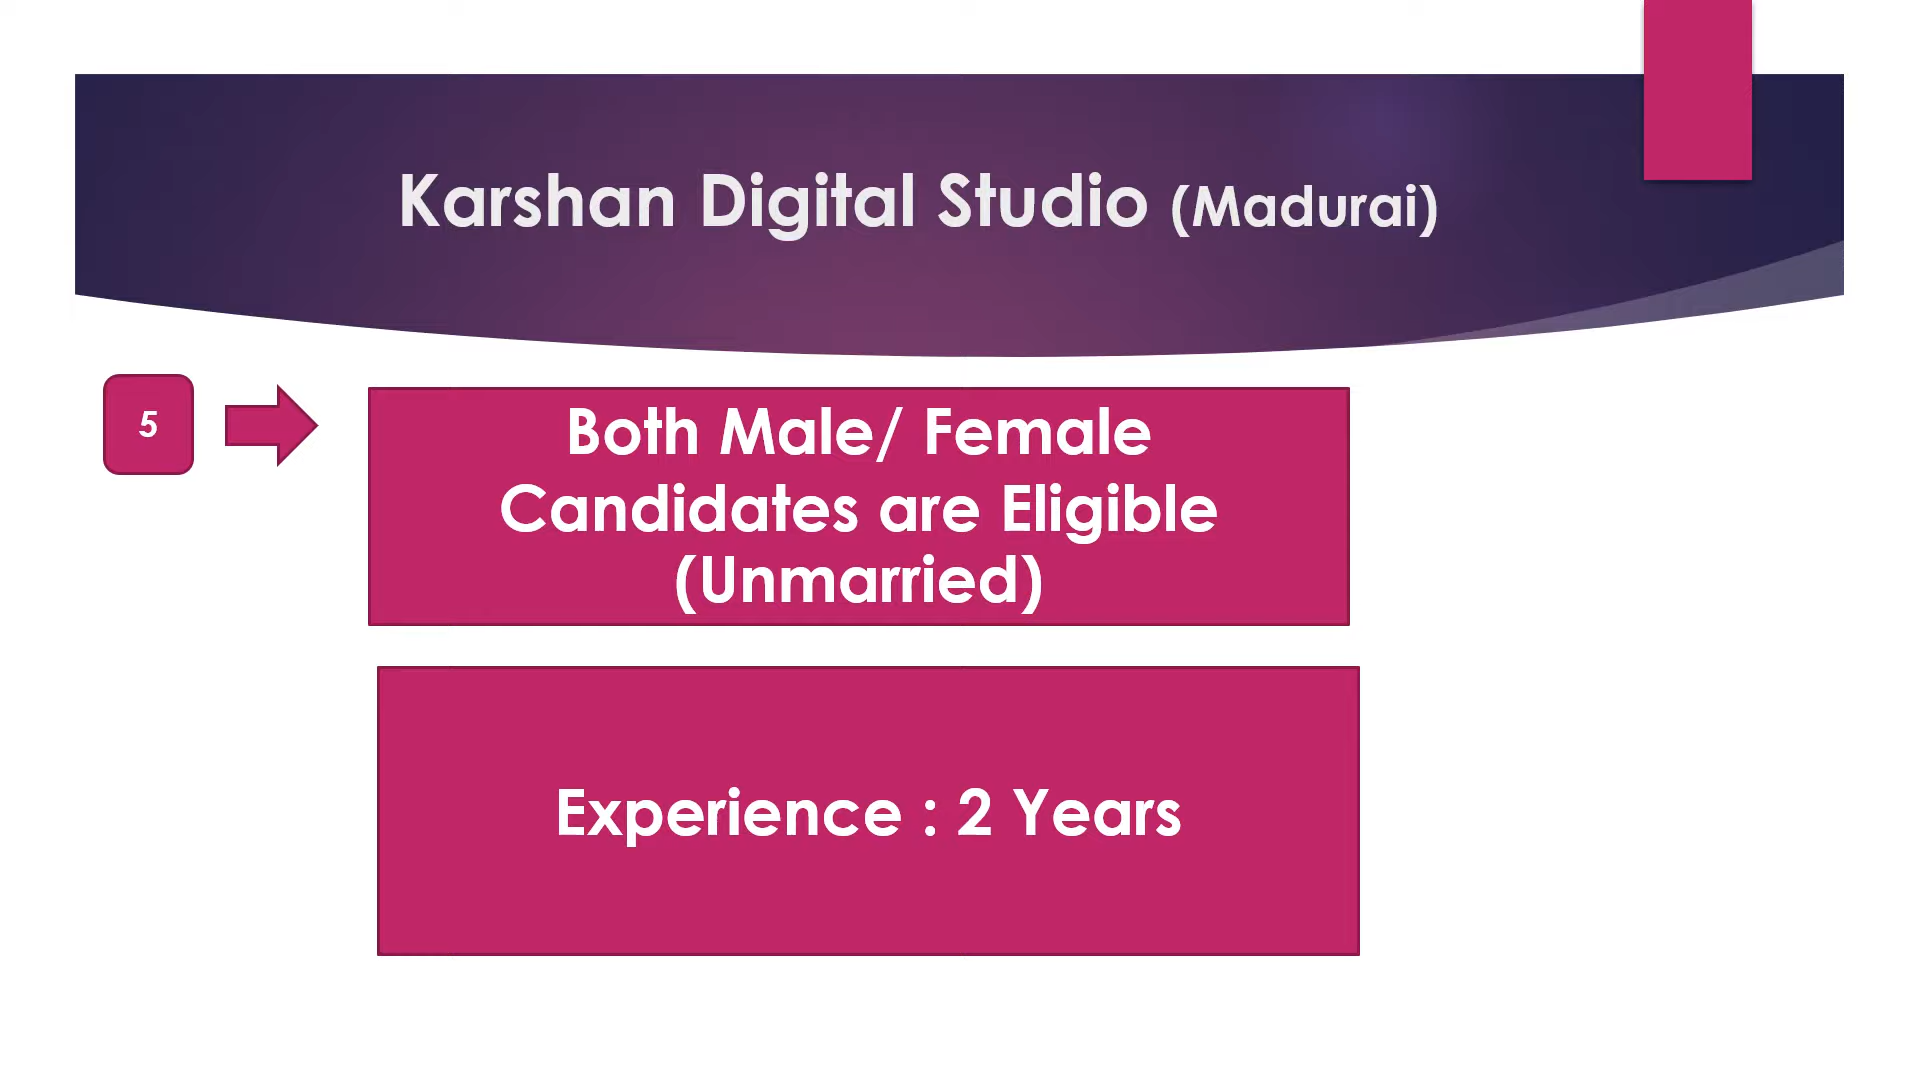 Karshan Digital Studio (Madurai)
5
Both Male/ Female
Candidates are Eligible
(Unmarried)
Experience : 2 Years